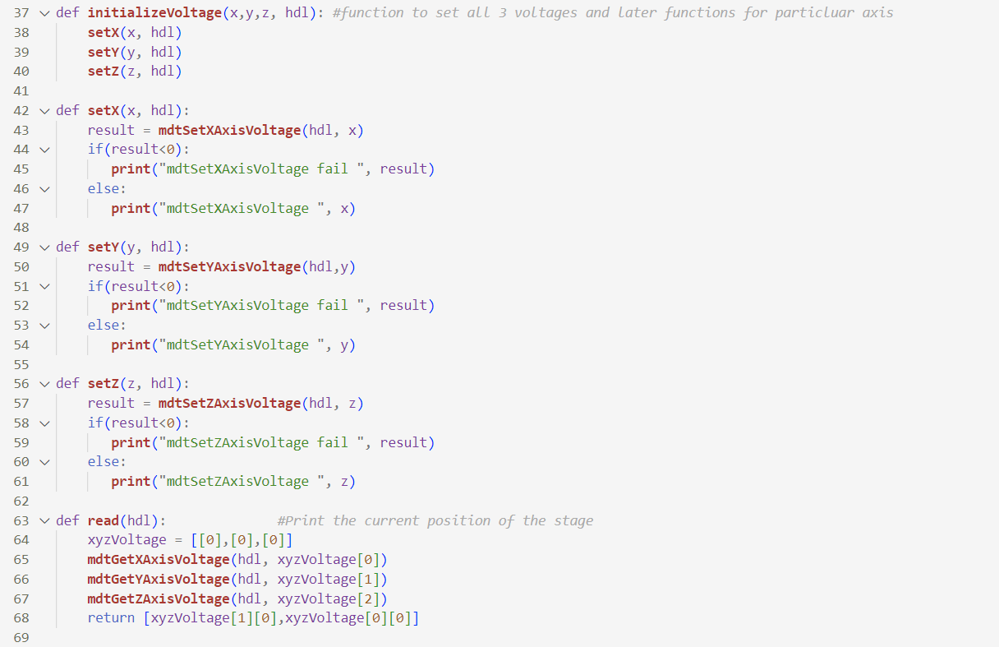 37 def initializeVoltage(x,y,z, hdl): #function to set all 3 voltages and later functions for particluar axis
38     setX(x, hdl)
39     setY(y, hdl)
40     setZ(z, hdl)
41
42 def setX(x, hdl):
43     result = mdtSetXAxisVoltage(hdl, x)
44     if(result<0):
45        print("mdtSetXAxisVoltage fail ", result)
46     else:
47        print("mdtSetXAxisVoltage ", x)
48
49 def setY(y, hdl):
50     result = mdtSetYAxisVoltage(hdl,y)
51     if(result<0):
52        print("mdtSetYAxisVoltage fail ", result)
53     else:
54        print("mdtSetYAxisVoltage ", y)
55
56 def setZ(z, hdl):
57     result = mdtSetZAxisVoltage(hdl, z)
58     if(result<0):
59        print("mdtSetZAxisVoltage fail ", result)
60     else:
61        print("mdtSetZAxisVoltage ", z)
62
63 def read(hdl):              #Print the current position of the stage
64     xyzVoltage = [[0],[0],[0]]
65     mdtGetXAxisVoltage(hdl, xyzVoltage[0])
66     mdtGetYAxisVoltage(hdl, xyzVoltage[1])
67     mdtGetZAxisVoltage(hdl, xyzVoltage[2])
68     return [xyzVoltage[1][0],xyzVoltage[0][0]]
69